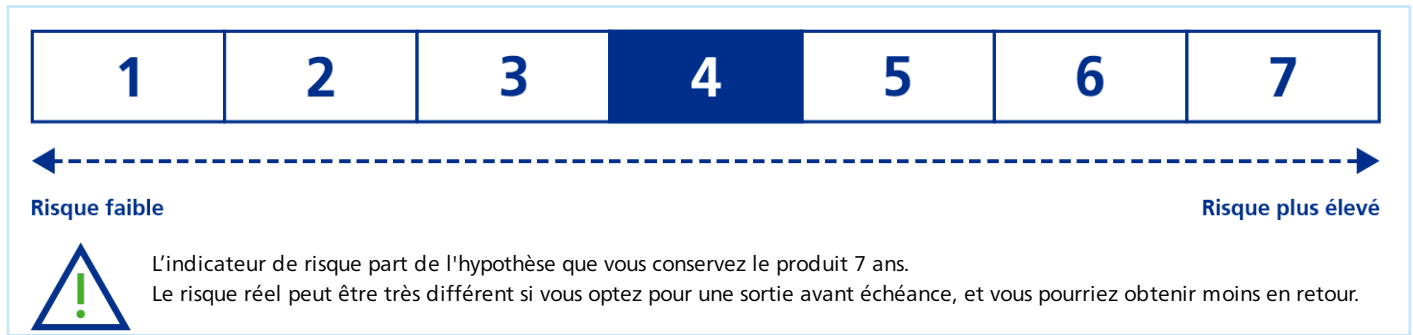 1 2 3 4 5 6 7
Risque faible Risque plus élevé
L’indicateur de risque part de l'hypothèse que vous conservez le produit 7 ans.
Le risque réel peut être très différent si vous optez pour une sortie avant échéance, et vous pourriez obtenir moins en retour.